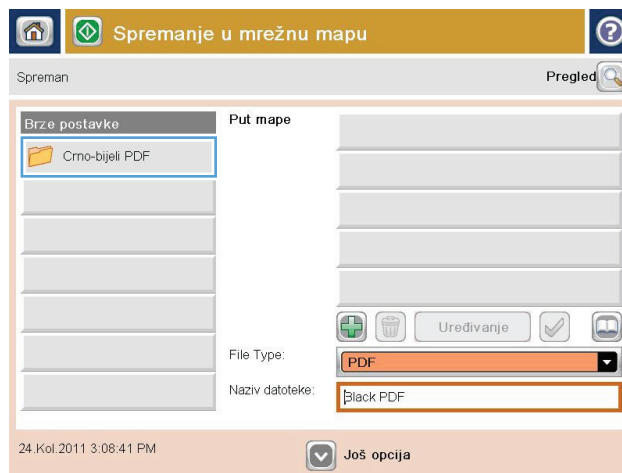 Spremanje u mrežnu mapu
Spreman
Pregled
Brze postavke
Crno-bijeli PDF
Put mape
Uređivanje
File Type:
PDF
Naziv datoteke:
Black PDF
24.Kol.2011 3:08:41 PM
Još opcija